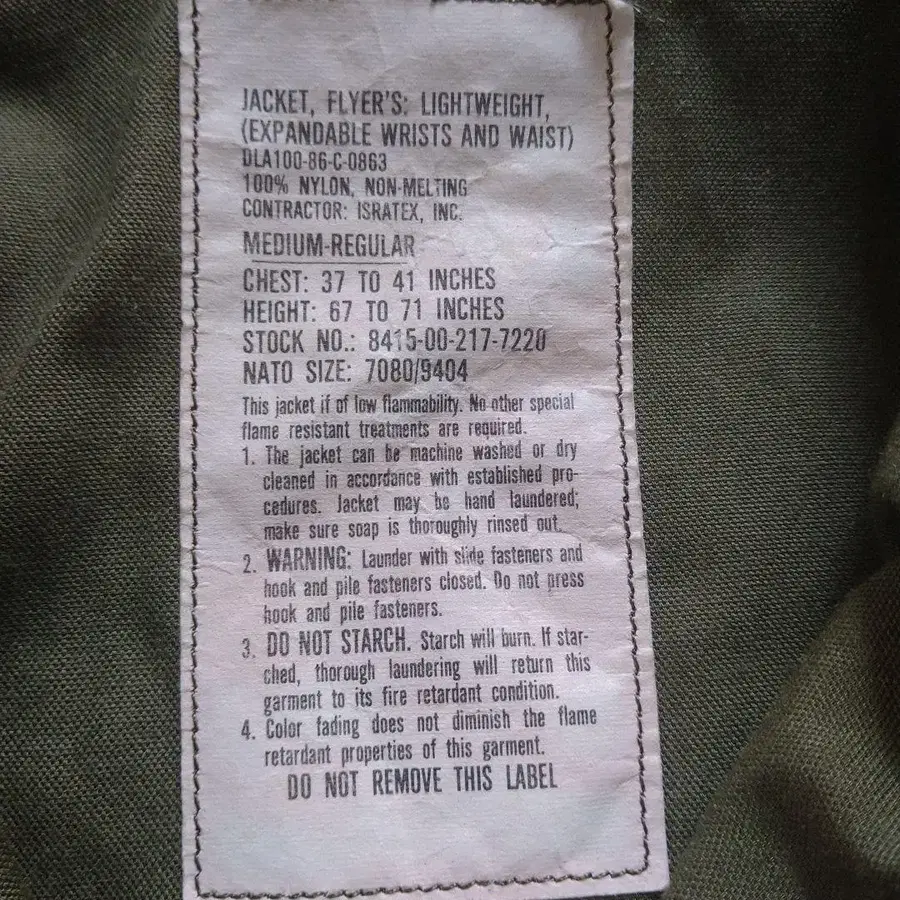 JACKET, FLYER'S: LIGHTWEIGHT,
(EXPANDABLE WRISTS AND WAIST)
DLA100-86-C-0863
100% NYLON, NON-MELTING
CONTRACTOR: ISRATEX, INC.
MEDIUM-REGULAR
CHEST: 37 TO 41 INCHES
HEIGHT: 67 TO 71 INCHES
STOCK NO.: 8415-00-217-7220
NATO SIZE: 7080/9404
This jacket if of low flammability. No other special
flame resistant treatments are required.
1. The jacket can be machine washed or dry
cleaned in accordance with established pro-
cedures. Jacket may be hand laundered;
make sure soap is thoroughly rinsed out.
2. WARNING: Launder with slide fasteners and
hook and pile fasteners closed. Do not press
hook and pile fasteners.
3. DO NOT STARCH. Starch will burn. If star-
ched, thorough laundering will return this
garment to its fire retardant condition.
4. Color fading does not diminish the flame
retardant properties of this garment.
DO NOT REMOVE THIS LABEL